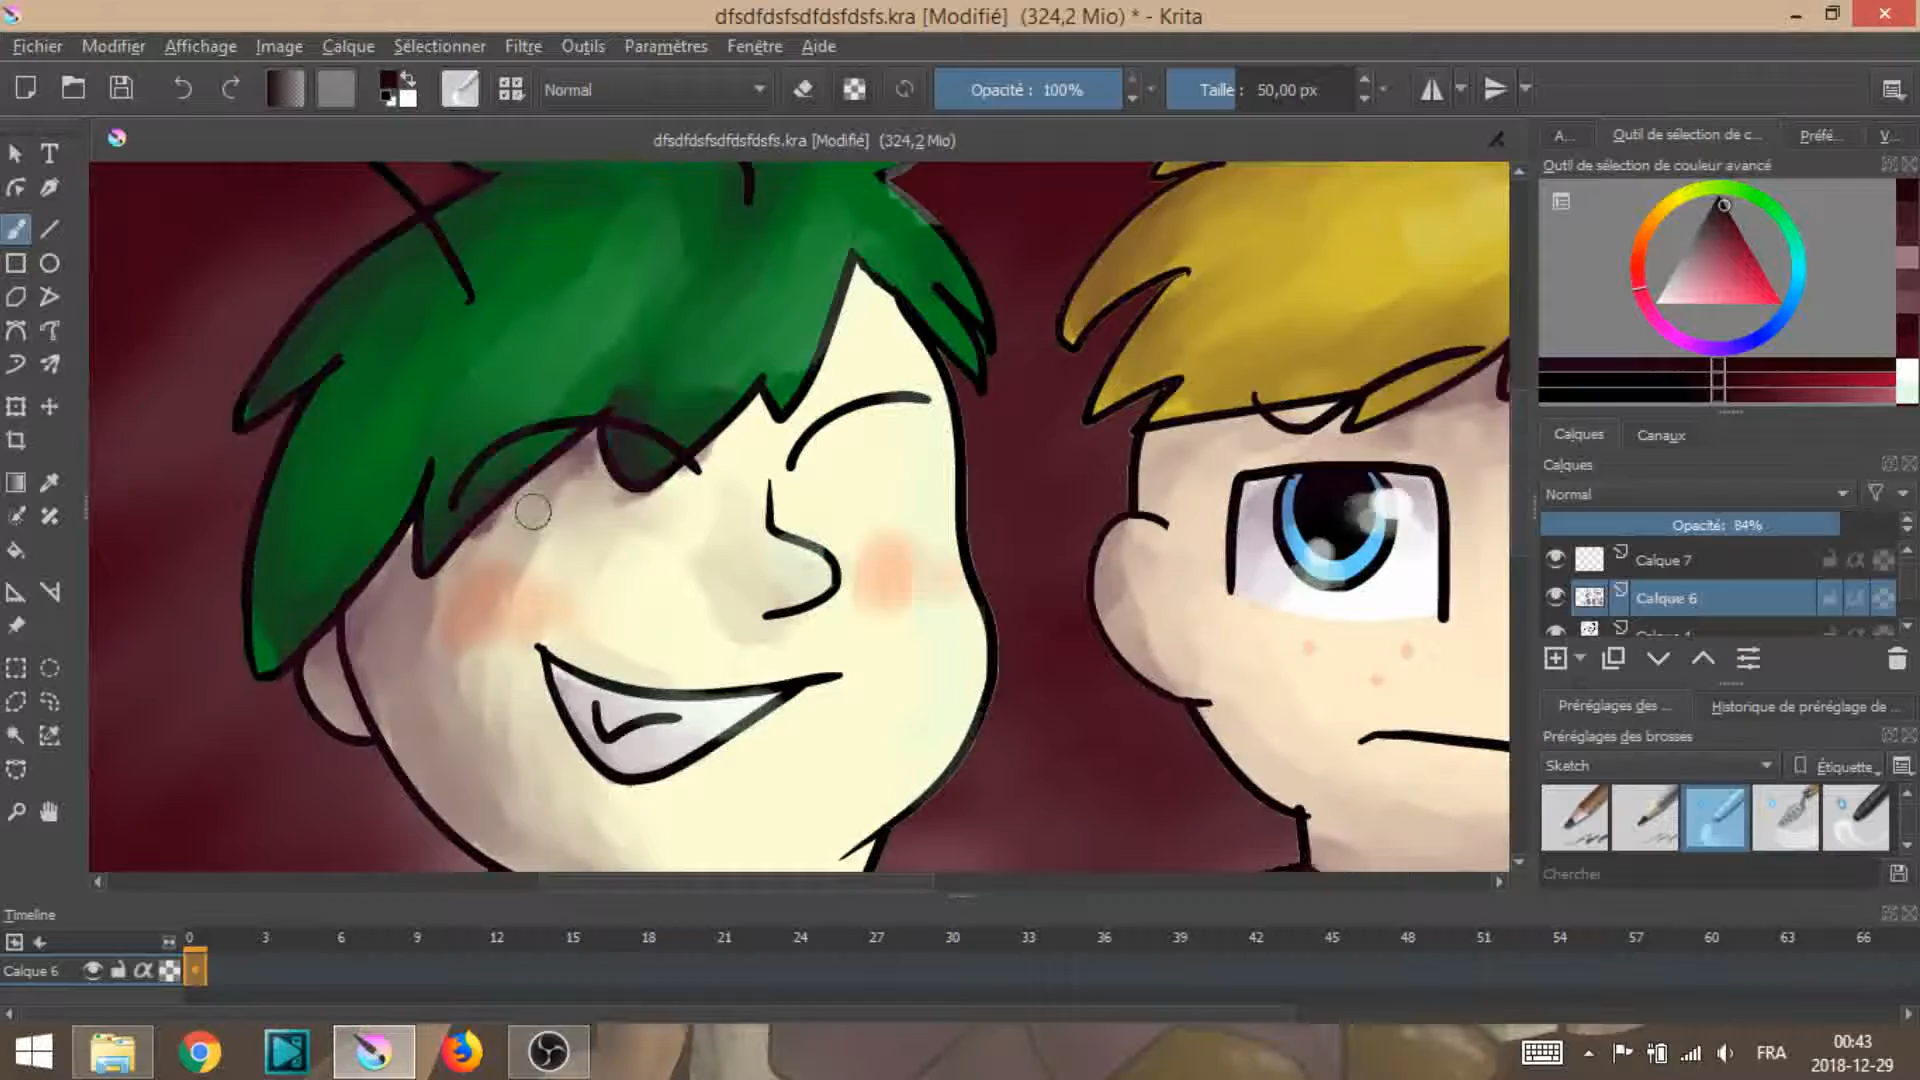 dfsdfdsfsdfdsfdsfs.kra [Modifié] (324,2 Mio) * - Krita
Fichier Modifier Affichage Image Calque Sélectionner Filtre Outils Paramètres Fenêtre Aide
Normal Opacité : 100% Taille : 50,00 px
dfsdfdsfsdfdsfdsfs.kra [Modifié] (324,2 Mio)
A... Outil de sélection de c... Préfé... V...
Outil de sélection de couleur avancé
Calques Canaux
Calques
Normal
Opacité: 84%
Calque 7
Calque 6
Préréglages des ... Historique de préréglage de ...
Préréglages des brosses
Sketch Étiquette
Chercher
Timeline
0 3 6 9 12 15 18 21 24 27 30 33 36 39 42 45 48 51 54 57 60 63 66
Calque 6
FRA
00:43
2018-12-29